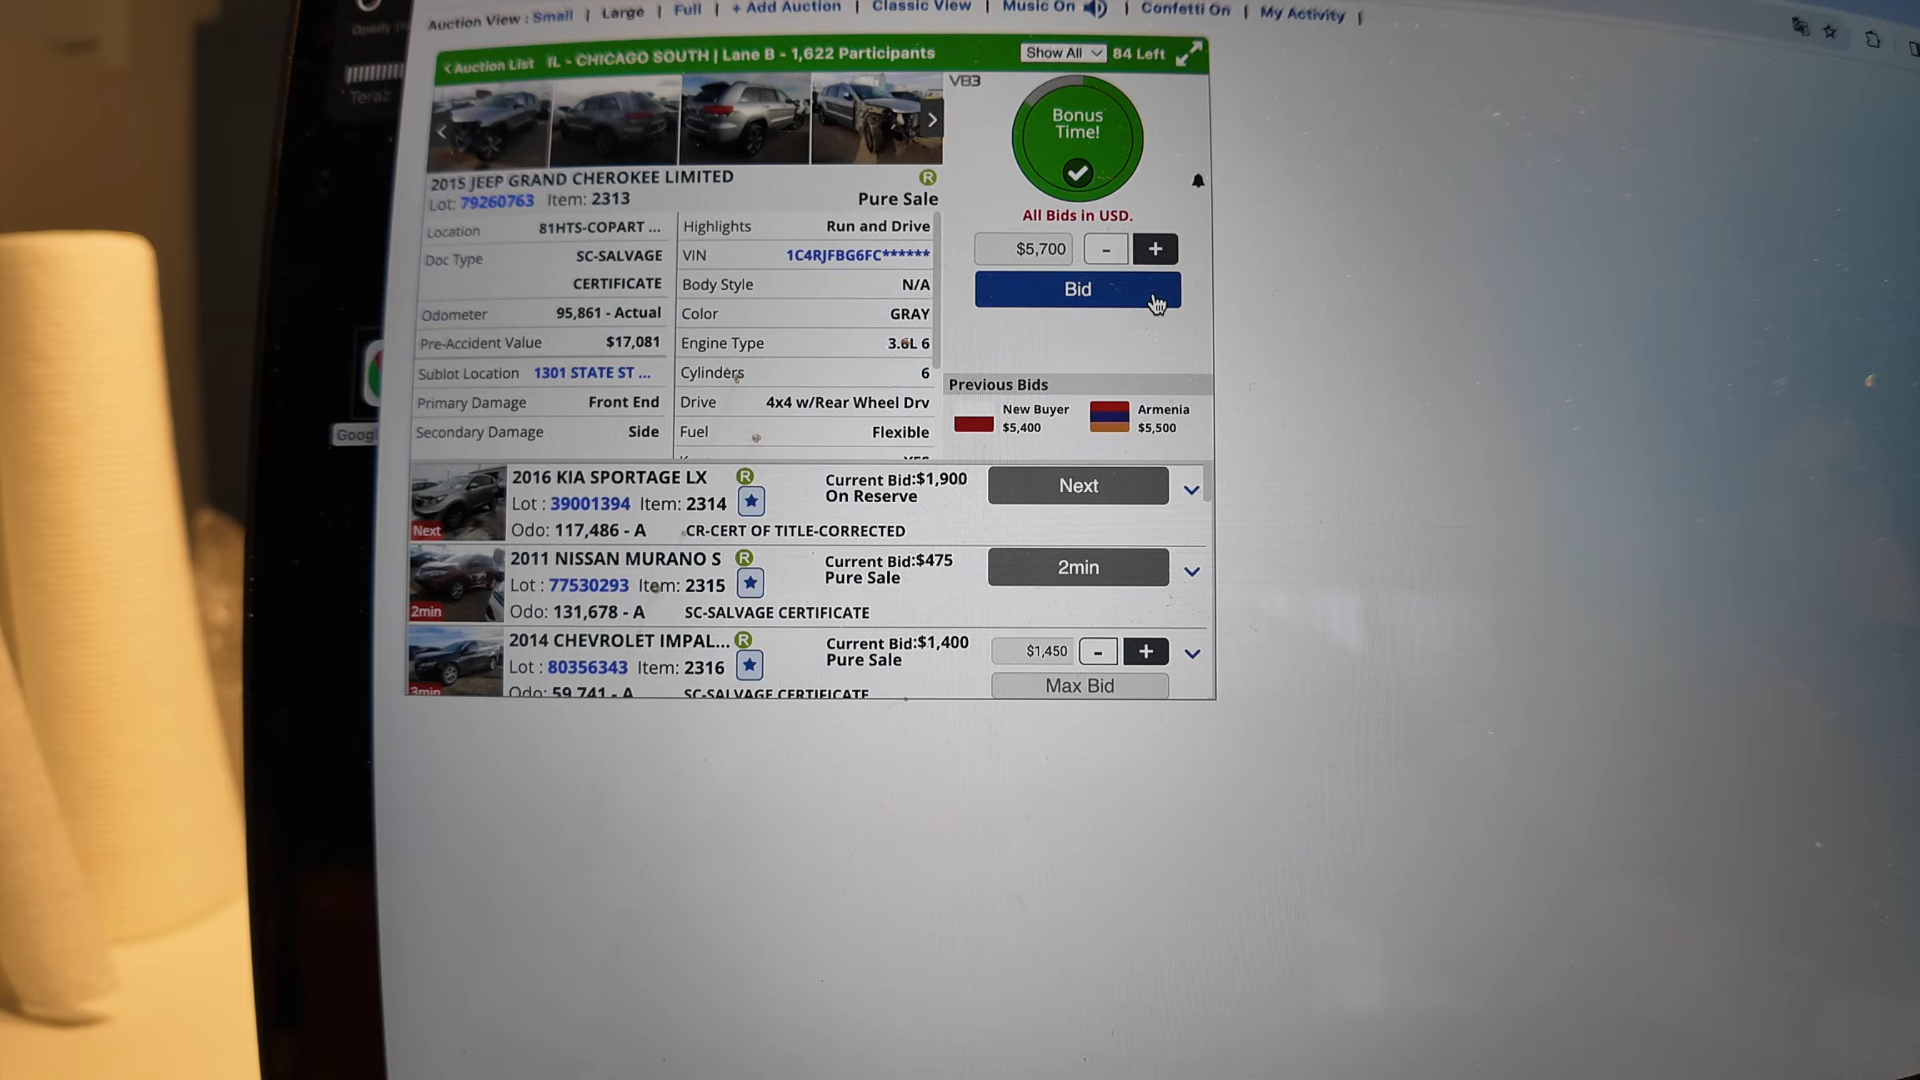 Teraz
Auction View : Small | Large | Full | + Add Auction | Classic View | Music On | Confetti On | My Activity |
< Auction List IL - CHICAGO SOUTH | Lane B - 1,622 Participants Show All 84 Left
VB3
Bonus
Time!
2015 JEEP GRAND CHEROKEE LIMITED R
Lot: 79260763 Item: 2313 Pure Sale
All Bids in USD.
$5,700 - +
Bid
Location 81HTS-COPART ...
Doc Type SC-SALVAGE
CERTIFICATE
Odometer 95,861 - Actual
Pre-Accident Value $17,081
Sublot Location 1301 STATE ST ...
Primary Damage Front End
Secondary Damage Side
Highlights Run and Drive
VIN 1C4RJFBG6FC******
Body Style N/A
Color GRAY
Engine Type 3.6L 6
Cylinders 6
Drive 4x4 w/Rear Wheel Drv
Fuel Flexible
Previous Bids
New Buyer
$5,400
Armenia
$5,500
Googl
2016 KIA SPORTAGE LX R
Lot : 39001394 Item: 2314
Odo: 117,486 - A CR-CERT OF TITLE-CORRECTED
Current Bid:$1,900
On Reserve
Next
Next
2011 NISSAN MURANO S R
Lot : 77530293 Item: 2315
Odo: 131,678 - A SC-SALVAGE CERTIFICATE
Current Bid:$475
Pure Sale
2min
2min
2014 CHEVROLET IMPAL... R
Lot : 80356343 Item: 2316
Odo: 59,741 - A SC-SALVAGE CERTIFICATE
Current Bid:$1,400
Pure Sale
$1,450 - +
Max Bid
3min